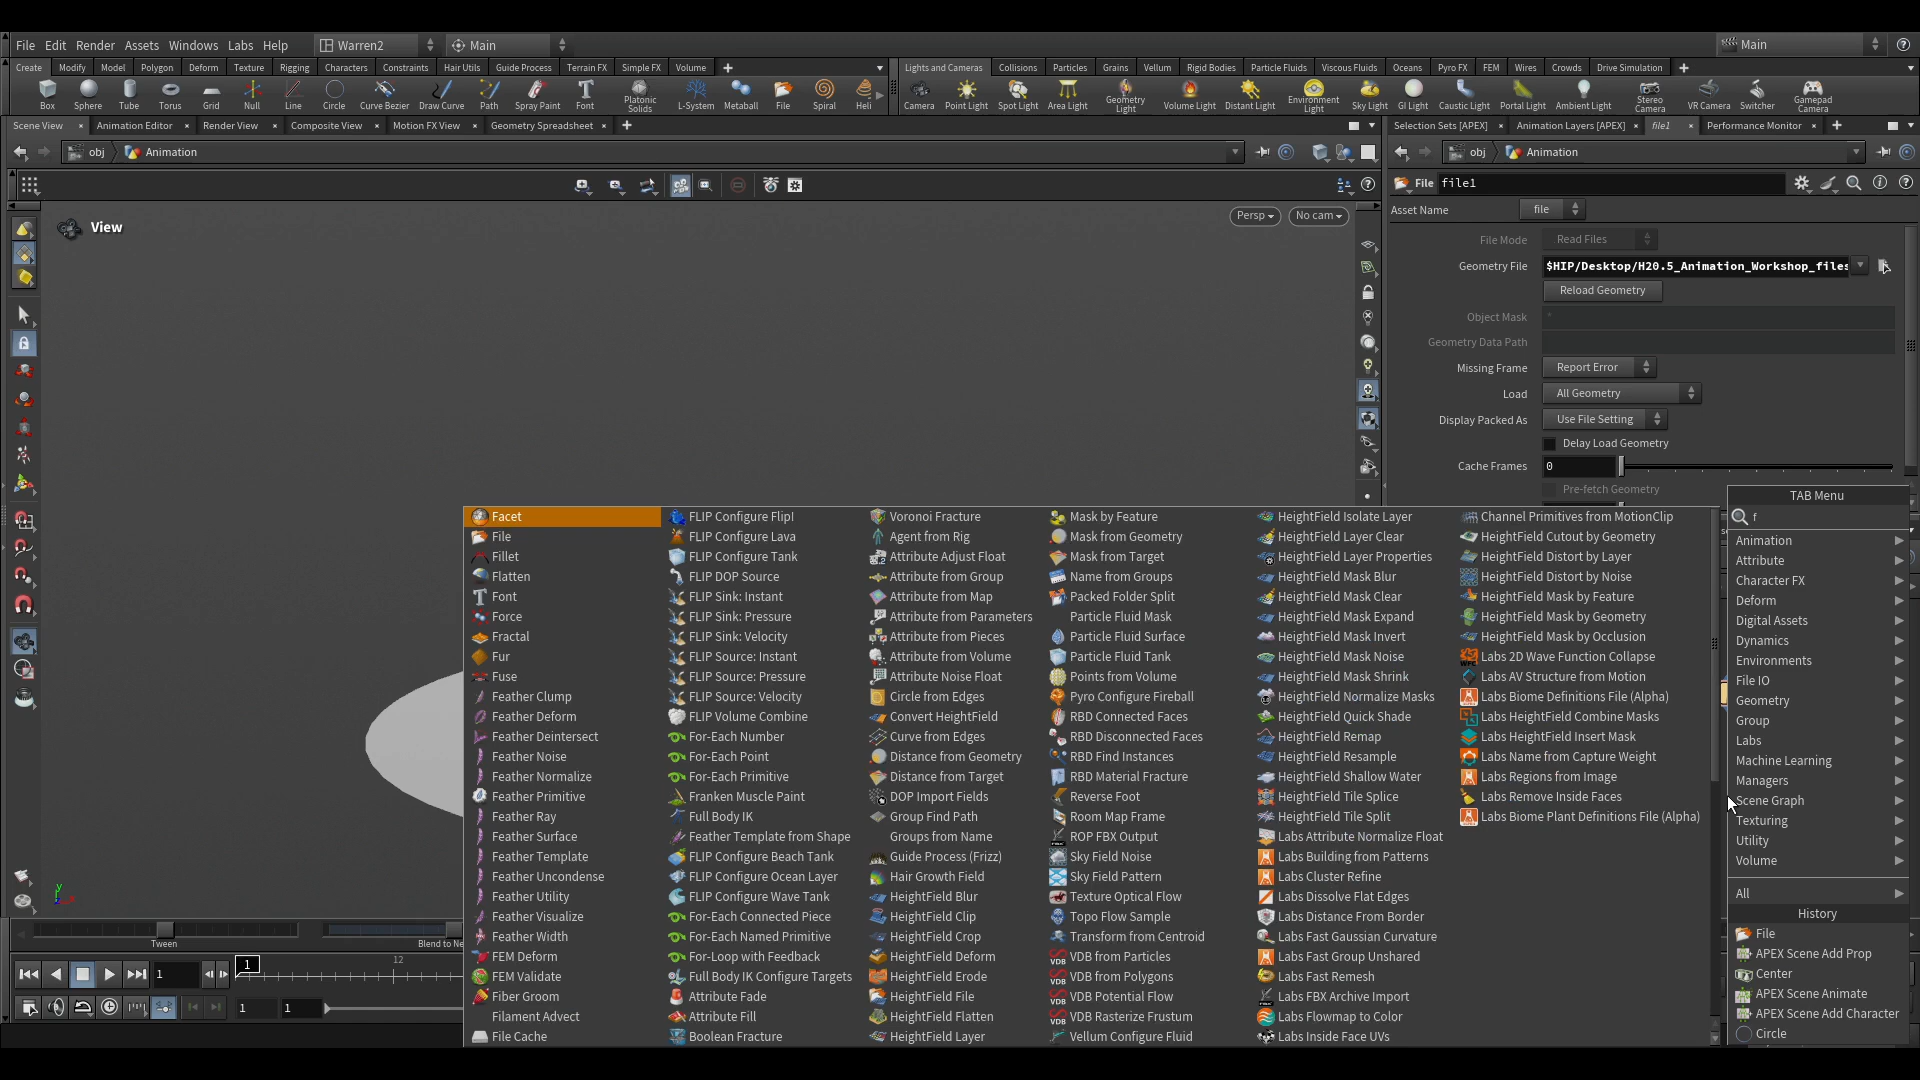 File Edit Render Assets Windows Labs Help Warren2 Main Main
Create Modify Model Polygon Deform Texture Rigging Characters Constraints Hair Utils Guide Process Terrain FX Simple FX Volume
Lights and Cameras Collisions Particles Grains Vellum Rigid Bodies Particle Fluids Viscous Fluids Oceans Pyro FX FEM Wires Crowds Drive Simulation
Box Sphere Tube Torus Grid Null Line Circle Curve Bezier Draw Curve Path Spray Paint Font Platonic Solids L-System Metaball File Spiral Heli
Camera Point Light Spot Light Area Light Geometry Light Volume Light Distant Light Environment Light Sky Light GI Light Caustic Light Portal Light Ambient Light Stereo Camera VR Camera Switcher Gamepad Camera
Scene View Animation Editor Render View Composite View Motion FX View Geometry Spreadsheet
Selection Sets [APEX] Animation Layers [APEX] file1 Performance Monitor
obj Animation
obj Animation
View
Persp No cam
File file1
Asset Name file
File Mode Read Files
Geometry File $HIP/Desktop/H20.5_Animation_Workshop_files
Reload Geometry
Object Mask *
Geometry Data Path
Missing Frame Report Error
Load All Geometry
Display Packed As Use File Setting
Delay Load Geometry
Cache Frames 0
Pre-fetch Geometry
Facet
File
Fillet
Flatten
Font
Force
Fractal
Fur
Fuse
Feather Clump
Feather Deform
Feather Deintersect
Feather Noise
Feather Normalize
Feather Primitive
Feather Ray
Feather Surface
Feather Template
Feather Uncondense
Feather Utility
Feather Visualize
Feather Width
FEM Deform
FEM Validate
Fiber Groom
Filament Advect
File Cache
FLIP Configure Flip!
FLIP Configure Lava
FLIP Configure Tank
FLIP DOP Source
FLIP Sink: Instant
FLIP Sink: Pressure
FLIP Sink: Velocity
FLIP Source: Instant
FLIP Source: Pressure
FLIP Source: Velocity
FLIP Volume Combine
For-Each Number
For-Each Point
For-Each Primitive
Franken Muscle Paint
Full Body IK
Feather Template from Shape
FLIP Configure Beach Tank
FLIP Configure Ocean Layer
FLIP Configure Wave Tank
For-Each Connected Piece
For-Each Named Primitive
For-Loop with Feedback
Full Body IK Configure Targets
Attribute Fade
Attribute Fill
Boolean Fracture
Voronoi Fracture
Agent from Rig
Attribute Adjust Float
Attribute from Group
Attribute from Map
Attribute from Parameters
Attribute from Pieces
Attribute from Volume
Attribute Noise Float
Circle from Edges
Convert HeightField
Curve from Edges
Distance from Geometry
Distance from Target
DOP Import Fields
Group Find Path
Groups from Name
Guide Process (Frizz)
Hair Growth Field
HeightField Blur
HeightField Clip
HeightField Crop
HeightField Deform
HeightField Erode
HeightField File
HeightField Flatten
HeightField Layer
Mask by Feature
Mask from Geometry
Mask from Target
Name from Groups
Packed Folder Split
Particle Fluid Mask
Particle Fluid Surface
Particle Fluid Tank
Points from Volume
Pyro Configure Fireball
RBD Connected Faces
RBD Disconnected Faces
RBD Find Instances
RBD Material Fracture
Reverse Foot
Room Map Frame
ROP FBX Output
Sky Field Noise
Sky Field Pattern
Texture Optical Flow
Topo Flow Sample
Transform from Centroid
VDB from Particles
VDB from Polygons
VDB Potential Flow
VDB Rasterize Frustum
Vellum Configure Fluid
HeightField Isolate Layer
HeightField Layer Clear
HeightField Layer Properties
HeightField Mask Blur
HeightField Mask Clear
HeightField Mask Expand
HeightField Mask Invert
HeightField Mask Noise
HeightField Mask Shrink
HeightField Normalize Masks
HeightField Quick Shade
HeightField Remap
HeightField Resample
HeightField Shallow Water
HeightField Tile Splice
HeightField Tile Split
Labs Attribute Normalize Float
Labs Building from Patterns
Labs Cluster Refine
Labs Dissolve Flat Edges
Labs Distance From Border
Labs Fast Gaussian Curvature
Labs Fast Group Unshared
Labs Fast Remesh
Labs FBX Archive Import
Labs Flowmap to Color
Labs Inside Face UVs
Channel Primitives from MotionClip
HeightField Cutout by Geometry
HeightField Distort by Layer
HeightField Distort by Noise
HeightField Mask by Feature
HeightField Mask by Geometry
HeightField Mask by Occlusion
Labs 2D Wave Function Collapse
Labs AV Structure from Motion
Labs Biome Definitions File (Alpha)
Labs HeightField Combine Masks
Labs HeightField Insert Mask
Labs Name from Capture Weight
Labs Regions from Image
Labs Remove Inside Faces
Labs Biome Plant Definitions File (Alpha)
TAB Menu
f
Animation
Attribute
Character FX
Deform
Digital Assets
Dynamics
Environments
File IO
Geometry
Group
Labs
Machine Learning
Managers
Scene Graph
Texturing
Utility
Volume
All
History
File
APEX Scene Add Prop
Center
APEX Scene Animate
APEX Scene Add Character
Circle
y
Tween Blend to Ne
1 1 12
1 1